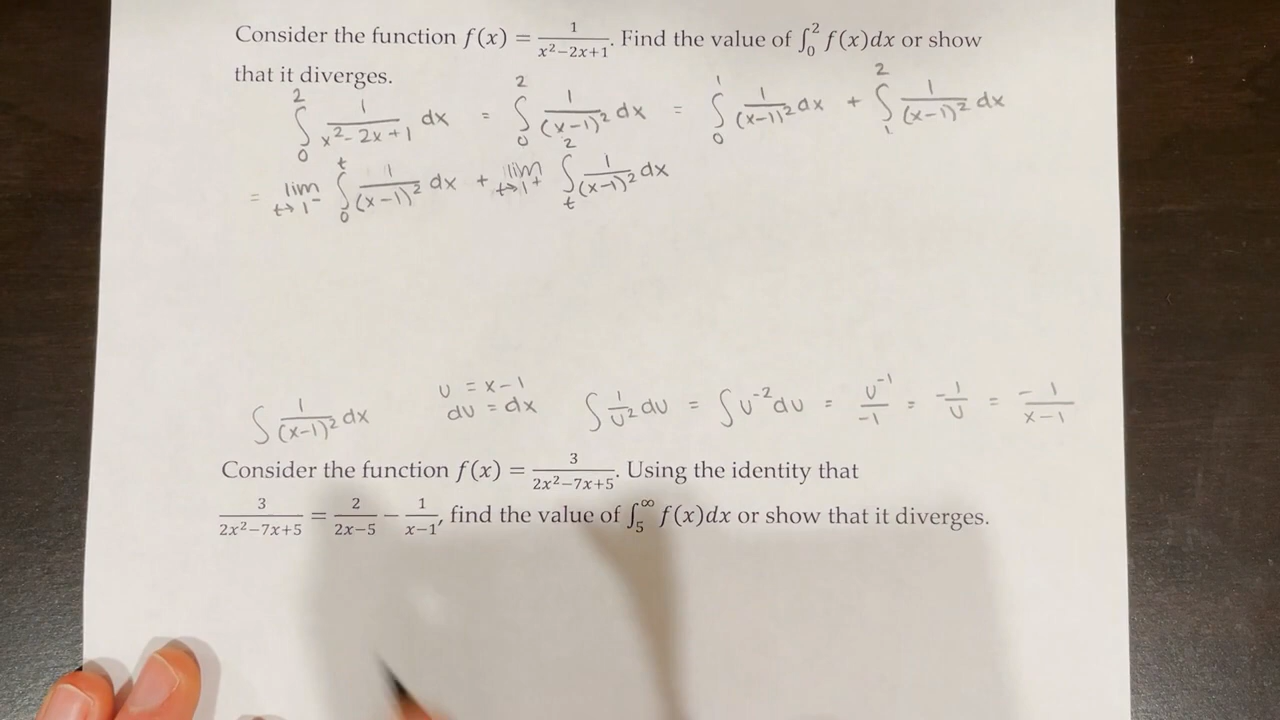 Consider the function f(x) = 1/(x²−2x+1). Find the value of ∫₀² f(x)dx or show
that it diverges.
∫₀² 1/(x²-2x+1) dx = ∫₀² 1/(x-1)² dx = ∫₀¹ 1/(x-1)² dx + ∫₁² 1/(x-1)² dx
= lim t→1⁻ ∫₀ᵗ 1/(x-1)² dx + lim t→1⁺ ∫ₜ² 1/(x-1)² dx
u = x-1
∫ 1/(x-1)² dx du = dx ∫ 1/u² du = ∫ u⁻² du = u⁻¹/-1 = -1/u = -1/(x-1)
Consider the function f(x) = 3/(2x²−7x+5). Using the identity that
3/(2x²−7x+5) = 2/(2x−5) − 1/(x−1), find the value of ∫₅^∞ f(x)dx or show that it diverges.